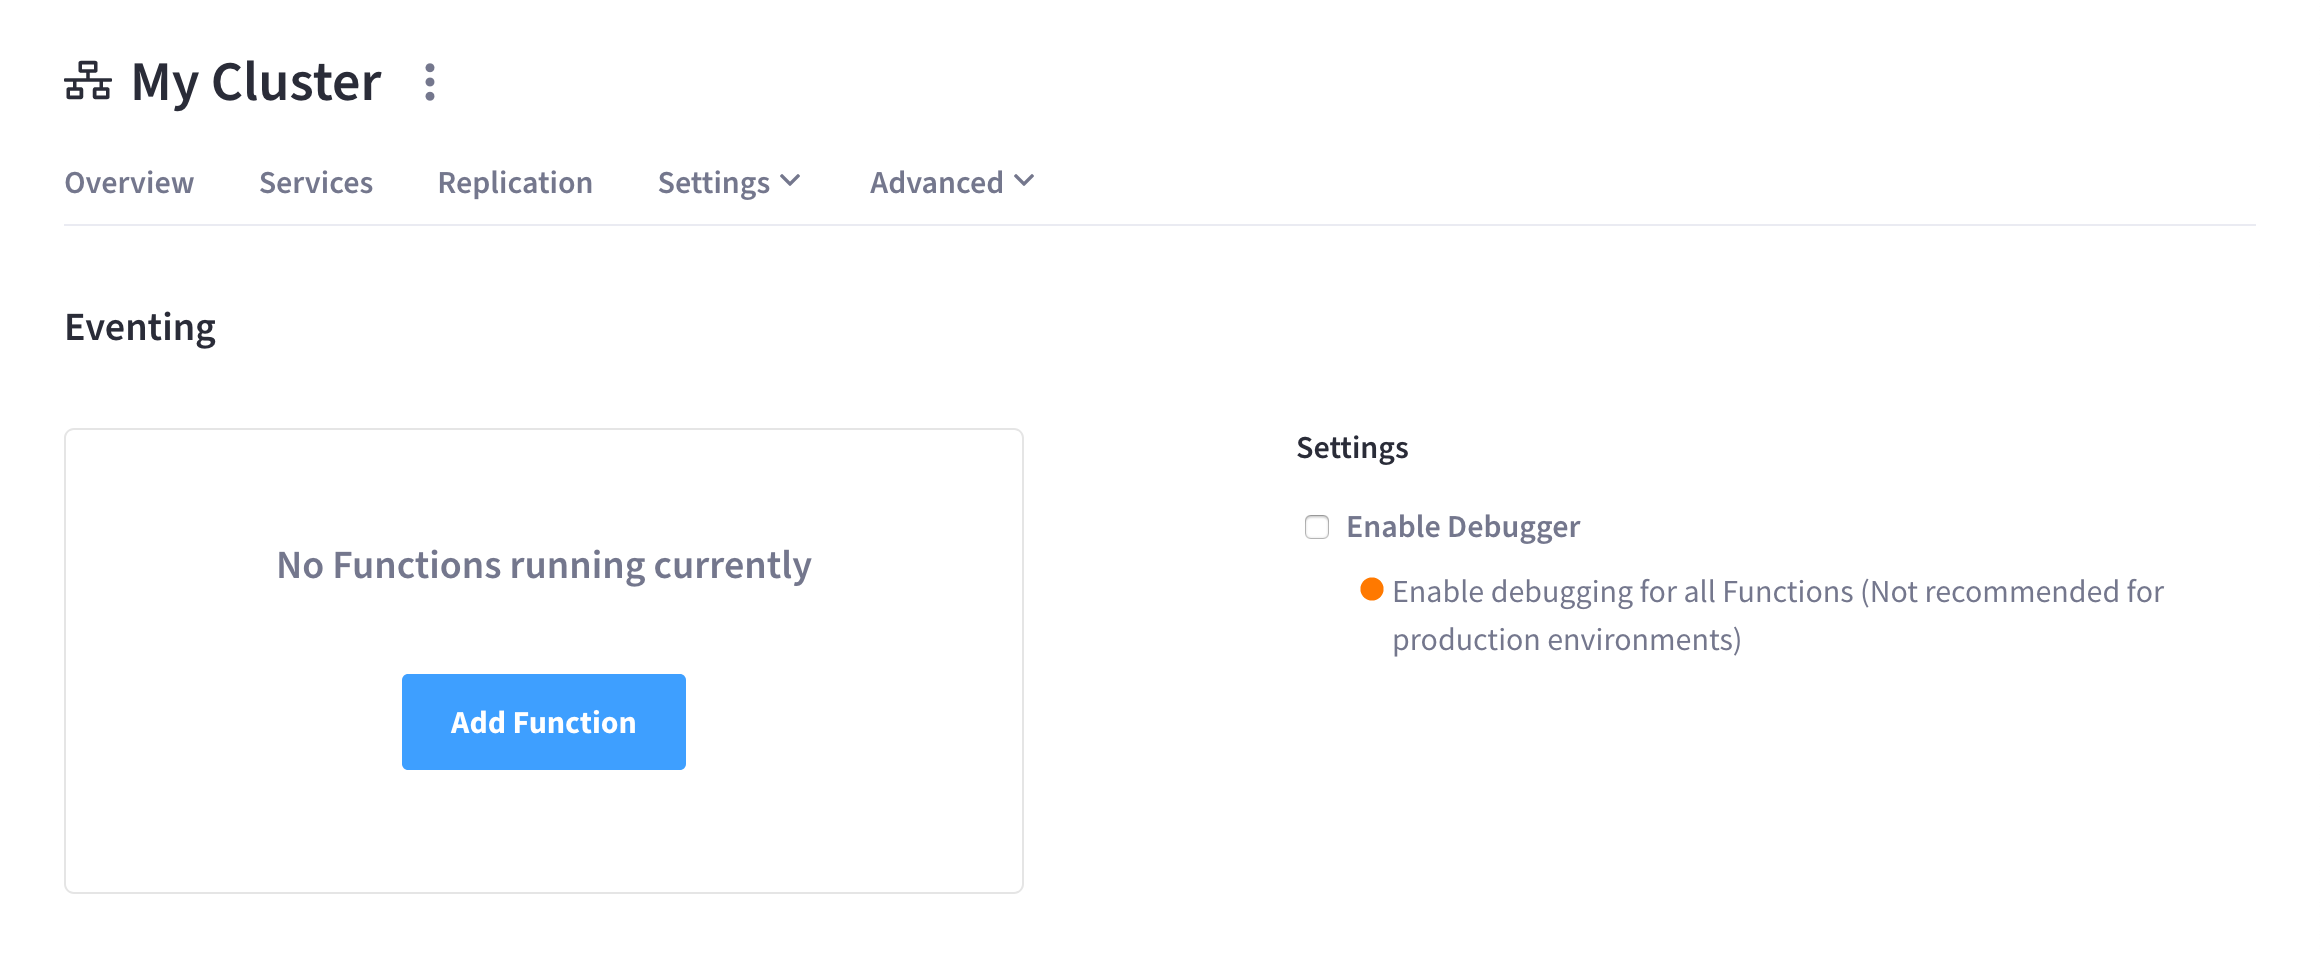 My Cluster
Overview Services Replication Settings Advanced
Eventing
No Functions running currently
Add Function
Settings
Enable Debugger
Enable debugging for all Functions (Not recommended for
production environments)